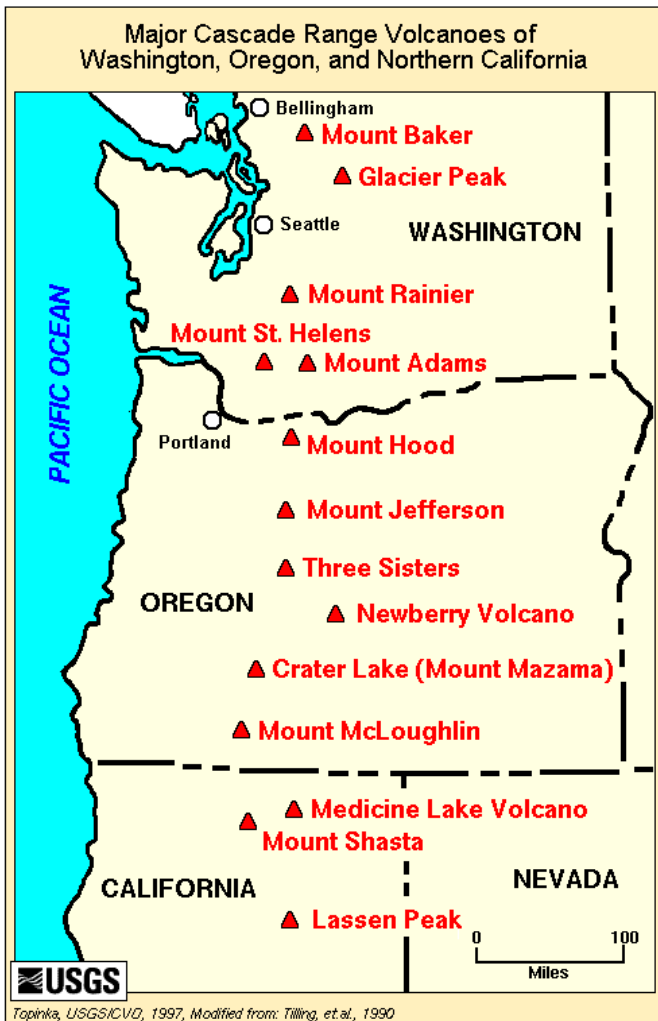 Major Cascade Range Volcanoes of
Washington, Oregon, and Northern California
Bellingham
Mount Baker
Glacier Peak
Seattle
WASHINGTON
Mount Rainier
Mount St. Helens
Mount Adams
PACIFIC OCEAN
Portland
Mount Hood
Mount Jefferson
Three Sisters
OREGON
Newberry Volcano
Crater Lake (Mount Mazama)
Mount McLoughlin
Medicine Lake Volcano
Mount Shasta
CALIFORNIA
NEVADA
Lassen Peak
0 100
Miles
USGS
Topinka, USGS/CVO, 1997, Modified from: Tilling, et.al., 1990